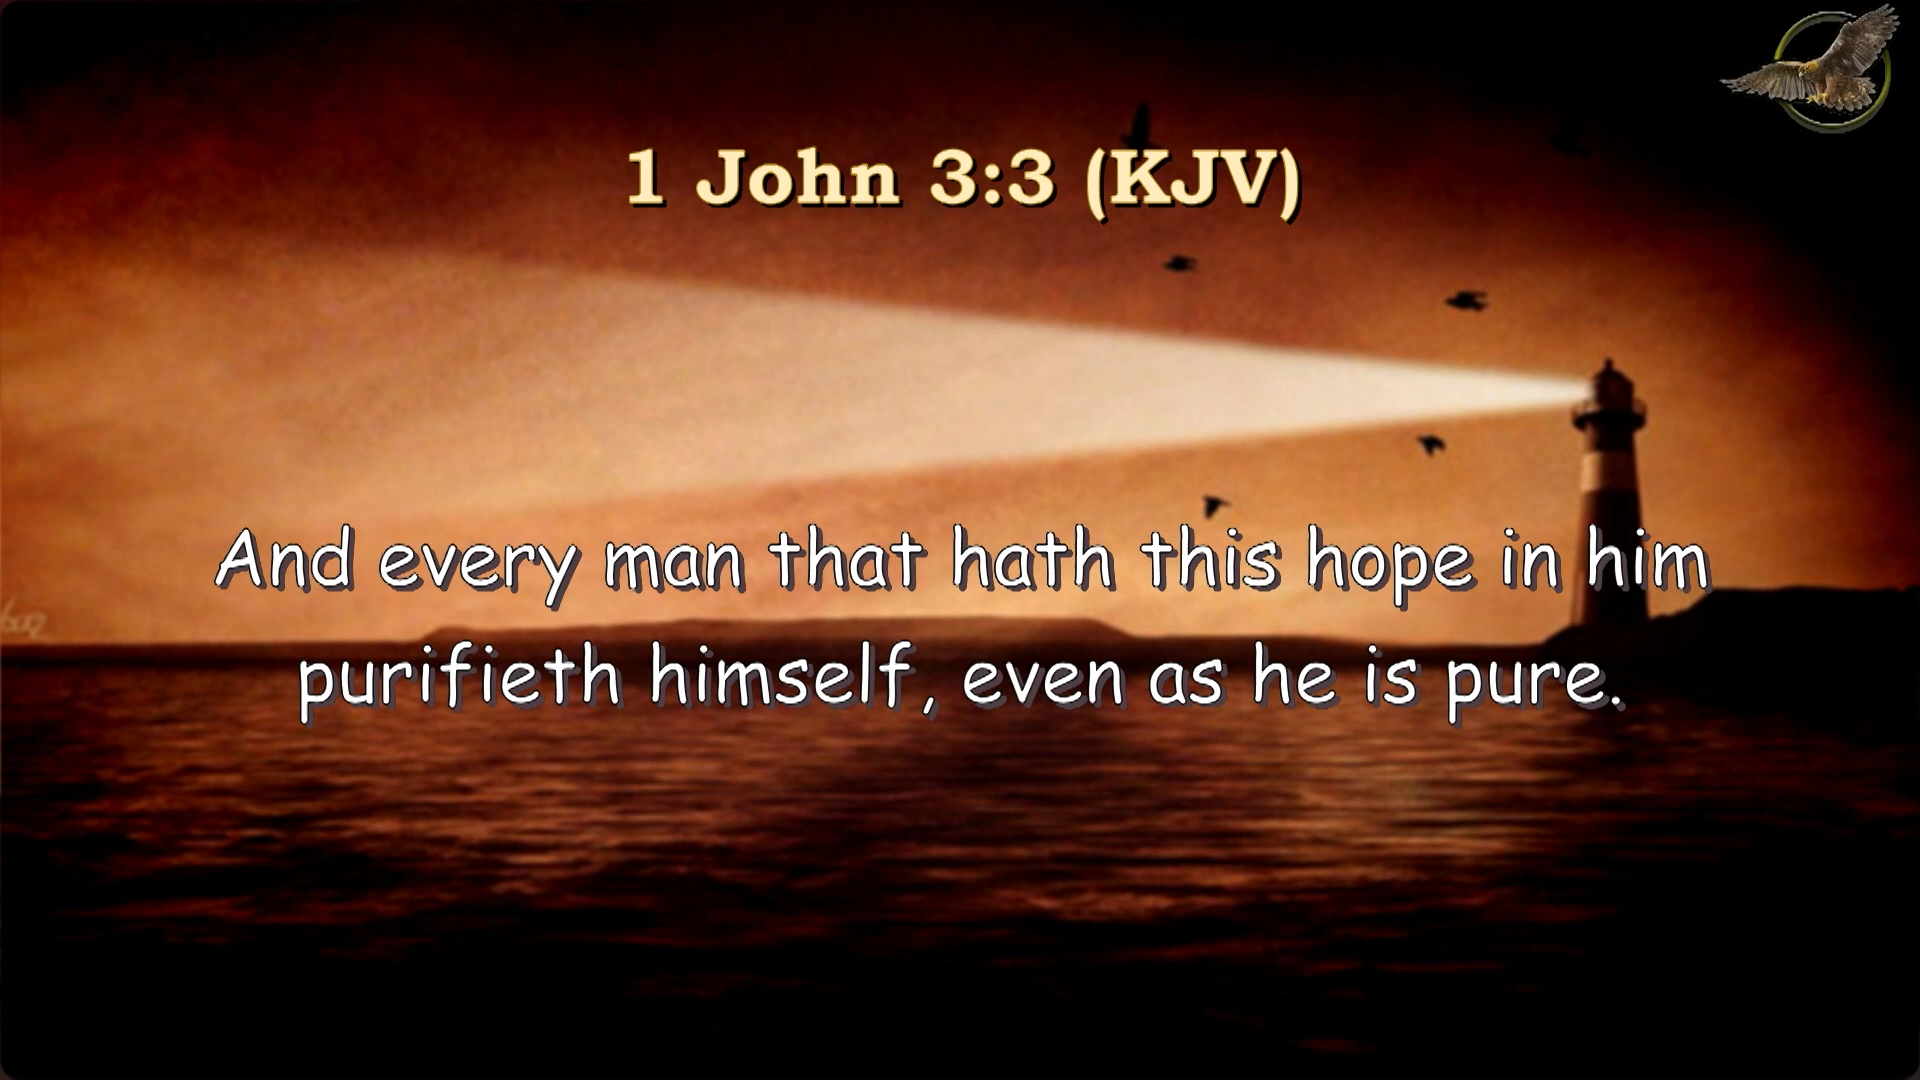 1 John 3:3 (KJV)
And every man that hath this hope in him
purifieth himself, even as he is pure.